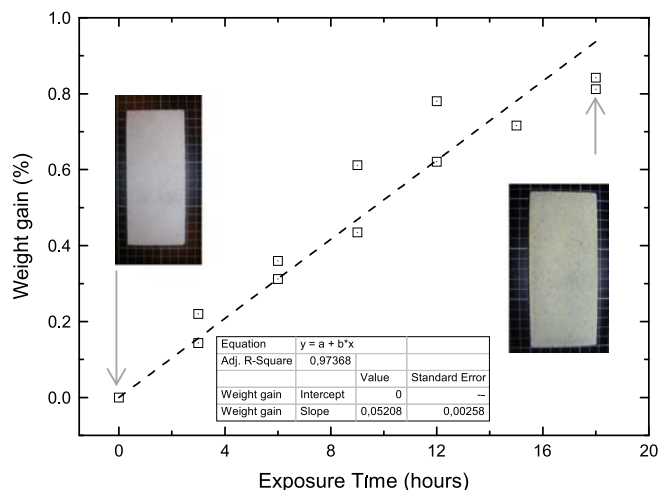 1.0
0.8
0.6
0.4
0.2
0.0
Weight gain (%)
Equation y = a + b*x
Adj. R-Square 0,97368
Value Standard Error
Weight gain Intercept 0 --
Weight gain Slope 0,05208 0,00258
0 4 8 12 16 20
Exposure Time (hours)